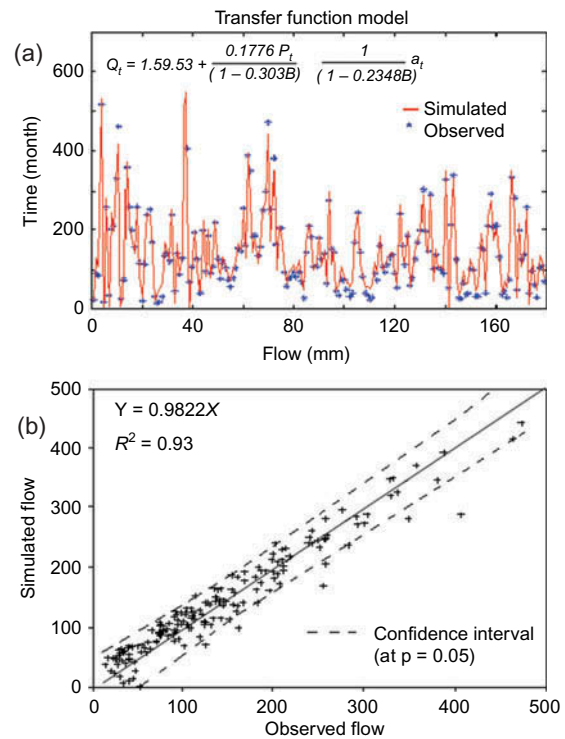 Transfer function model
(a)
Q_t = 1.59.53 + 0.1776 P_t / (1 – 0.303B) 1 / (1 – 0.2348B) a_t
600
400
200
0
Time (month)
Simulated
Observed
0 40 80 120 160
Flow (mm)
(b)
Y = 0.9822X
R² = 0.93
500
400
300
200
100
0
Simulated flow
Confidence interval
(at p = 0.05)
0 100 200 300 400 500
Observed flow